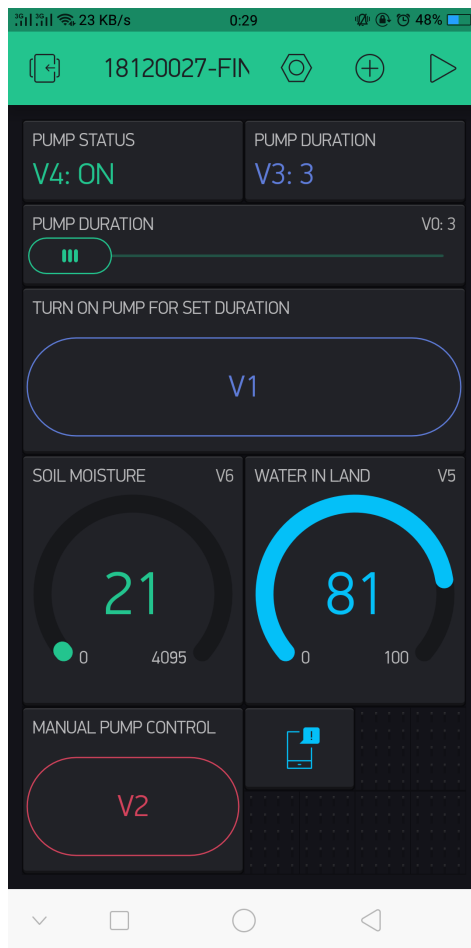 3G 3G 23 KB/s 0:29 48%
18120027-FIN
PUMP STATUS PUMP DURATION
V4: ON V3: 3
PUMP DURATION V0: 3
TURN ON PUMP FOR SET DURATION
V1
SOIL MOISTURE V6 WATER IN LAND V5
21 81
0 4095 0 100
MANUAL PUMP CONTROL
V2